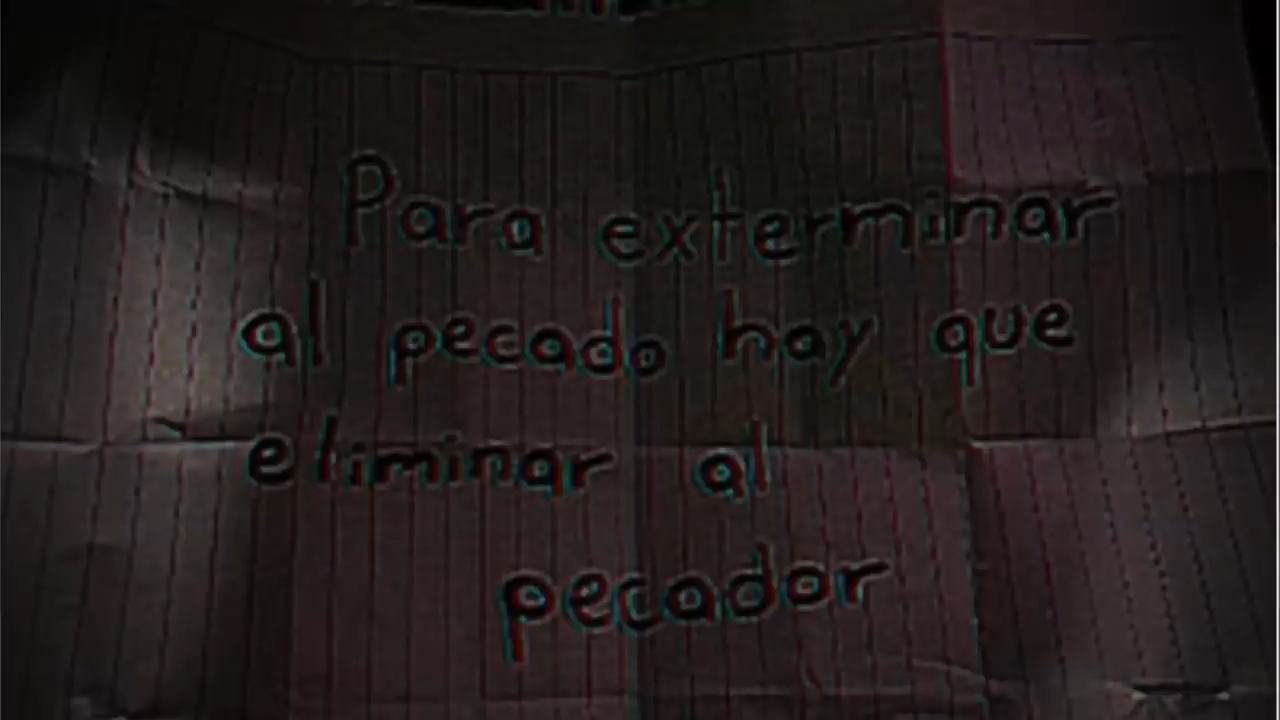 Para exterminar
al pecado hay que
eliminar al
pecador